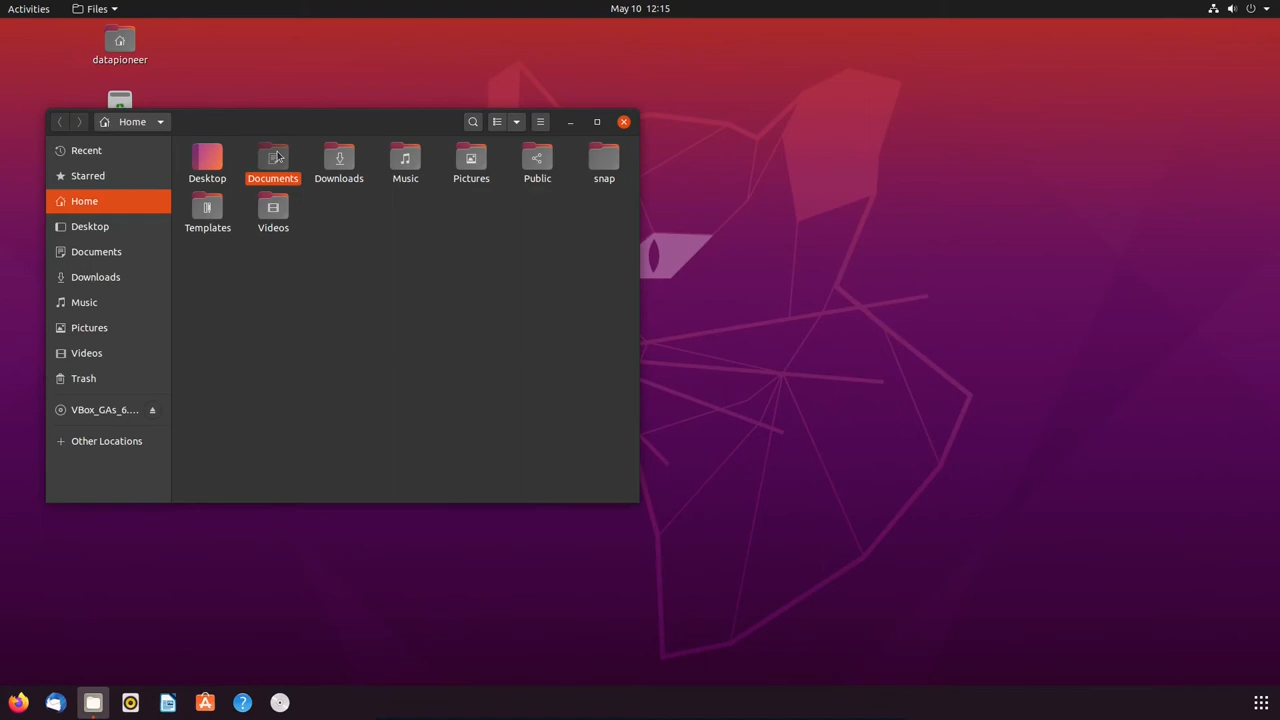 Activities
Files
May 10 12:15
datapioneer
Home
Recent
Starred
Home
Desktop
Documents
Downloads
Music
Pictures
Videos
Trash
VBox_GAs_6....
Other Locations
Desktop
Documents
Downloads
Music
Pictures
Public
snap
Templates
Videos